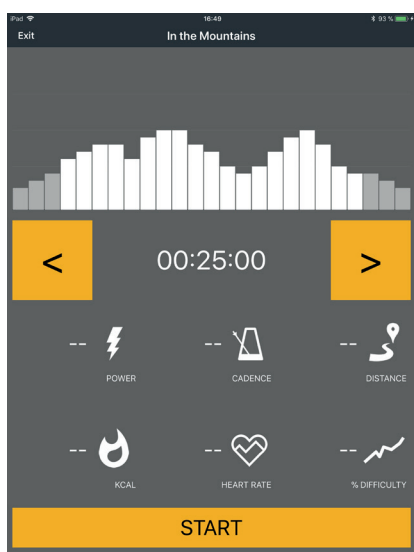 iPad 16:49 93 %
Exit In the Mountains
< 00:25:00 >
-- -- --
POWER CADENCE DISTANCE
-- -- --
KCAL HEART RATE % DIFFICULTY
START